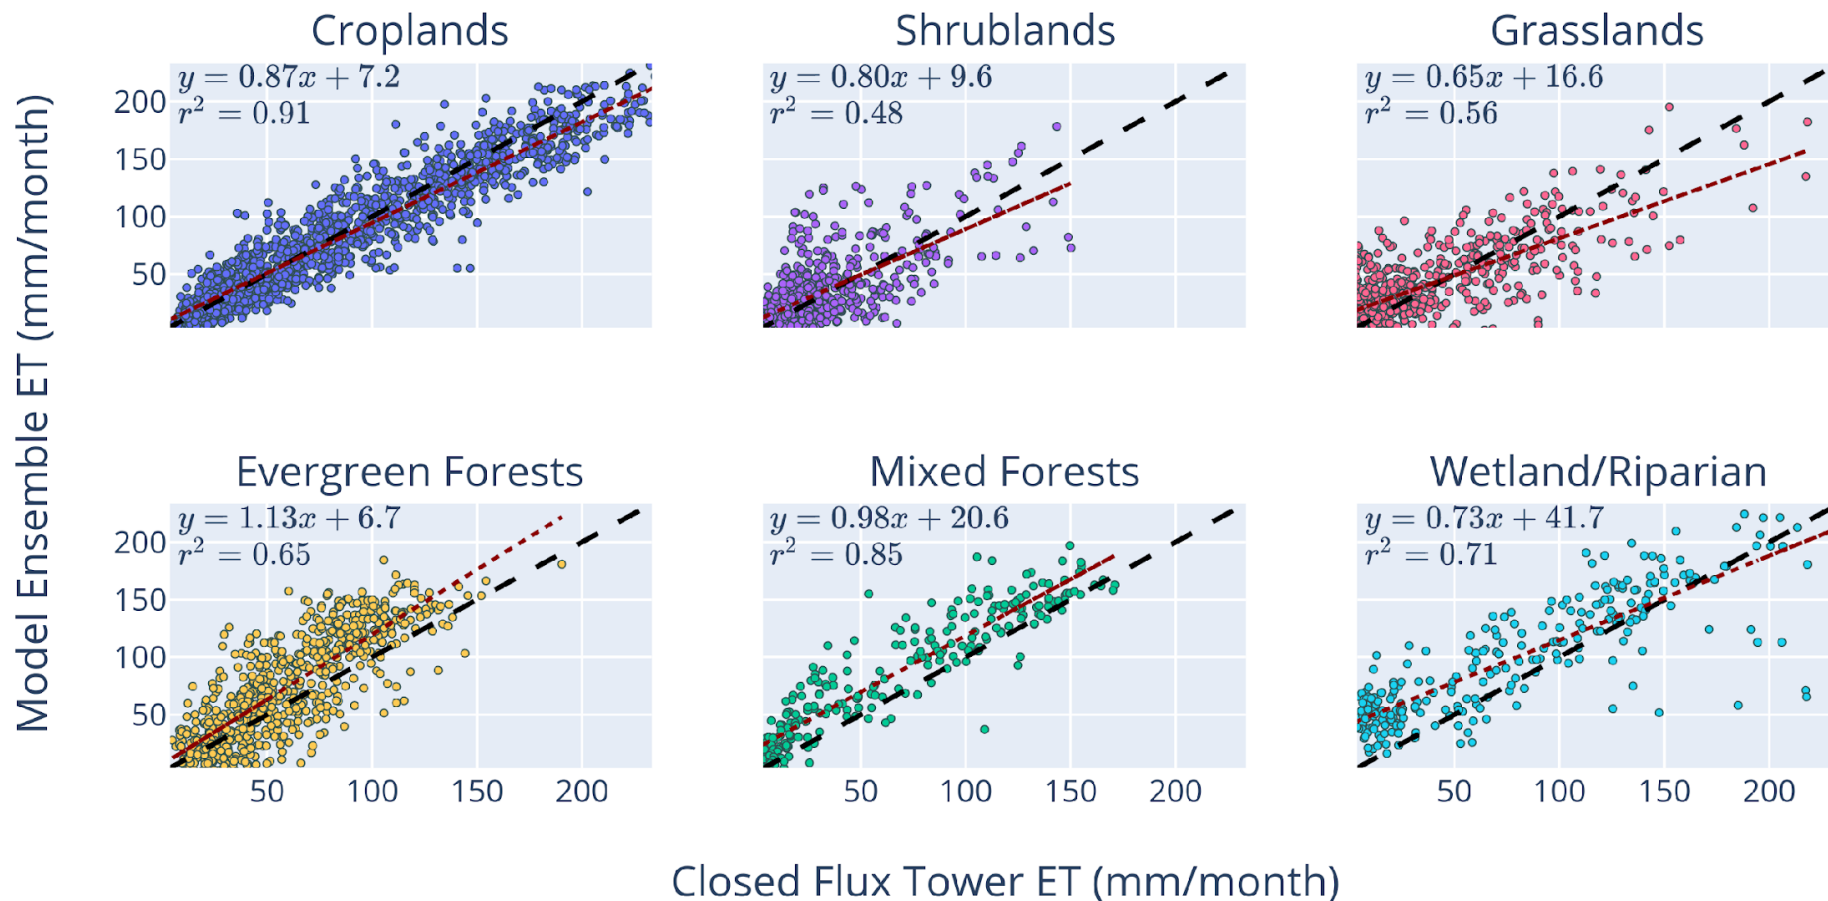 Croplands
Shrublands
Grasslands
y = 0.87x + 7.2
r² = 0.91
y = 0.80x + 9.6
r² = 0.48
y = 0.65x + 16.6
r² = 0.56
200
150
100
50
Model Ensemble ET (mm/month)
Evergreen Forests
Mixed Forests
Wetland/Riparian
y = 1.13x + 6.7
r² = 0.65
y = 0.98x + 20.6
r² = 0.85
y = 0.73x + 41.7
r² = 0.71
200
150
100
50
50 100 150 200
50 100 150 200
50 100 150 200
Closed Flux Tower ET (mm/month)